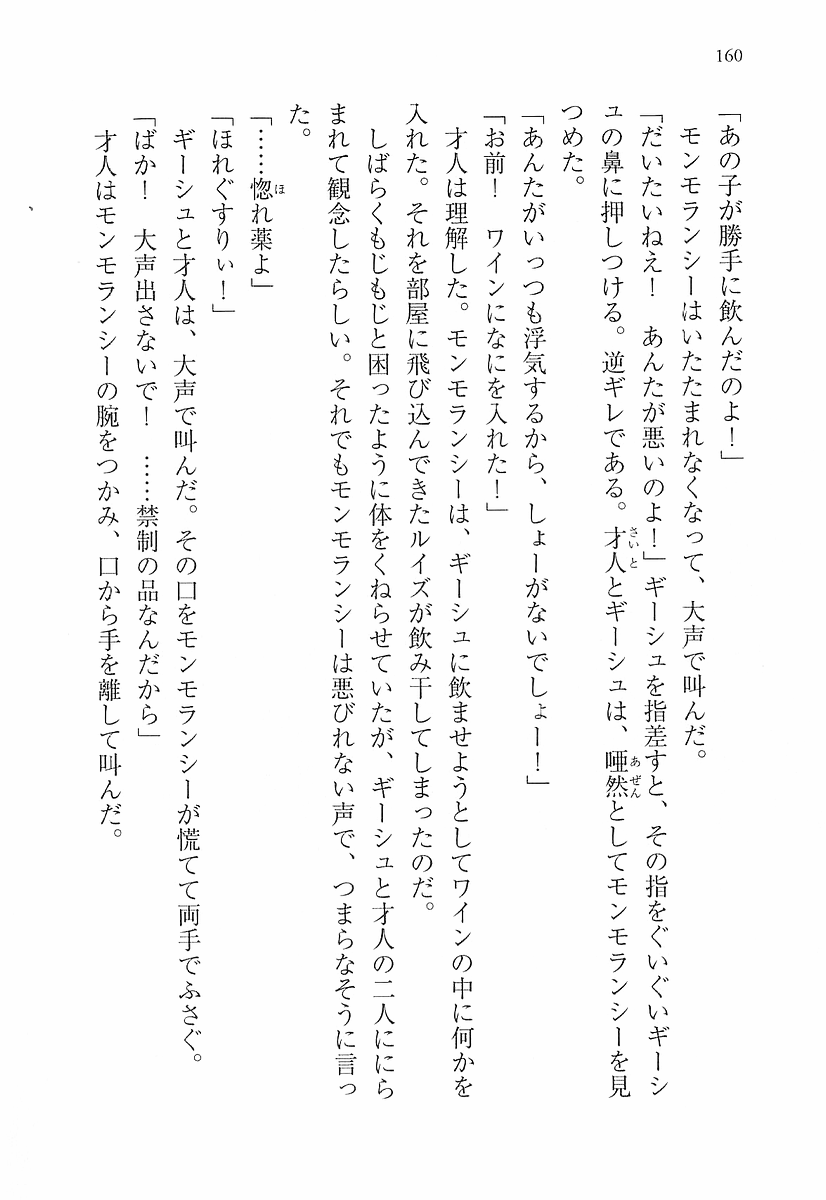 160
「あの子が勝手に飲んだのよ！」
　モンモランシーはいたたまれなくなって、大声で叫んだ。
「だいたいねえ！　あんたが悪いのよ！」ギーシュを指差すと、その指をぐいぐいギーシ
ュの鼻に押しつける。逆ギレである。才人とギーシュは、唖然としてモンモランシーを見
つめた。
「あんたがいっつも浮気するから、しょーがないでしょー！」
「お前！　ワインになにを入れた！」
　才人は理解した。モンモランシーは、ギーシュに飲ませようとしてワインの中に何かを
入れた。それを部屋に飛び込んできたルイズが飲み干してしまったのだ。
　しばらくもじもじと困ったように体をくねらせていたが、ギーシュと才人の二人ににら
まれて観念したらしい。それでもモンモランシーは悪びれない声で、つまらなそうに言っ
た。
「……惚れ薬よ」
「ほれぐすりぃ！」
　ギーシュと才人は、大声で叫んだ。その口をモンモランシーが慌てて両手でふさぐ。
「ばか！　大声出さないで！　……禁制の品なんだから」
　才人はモンモランシーの腕をつかみ、口から手を離して叫んだ。